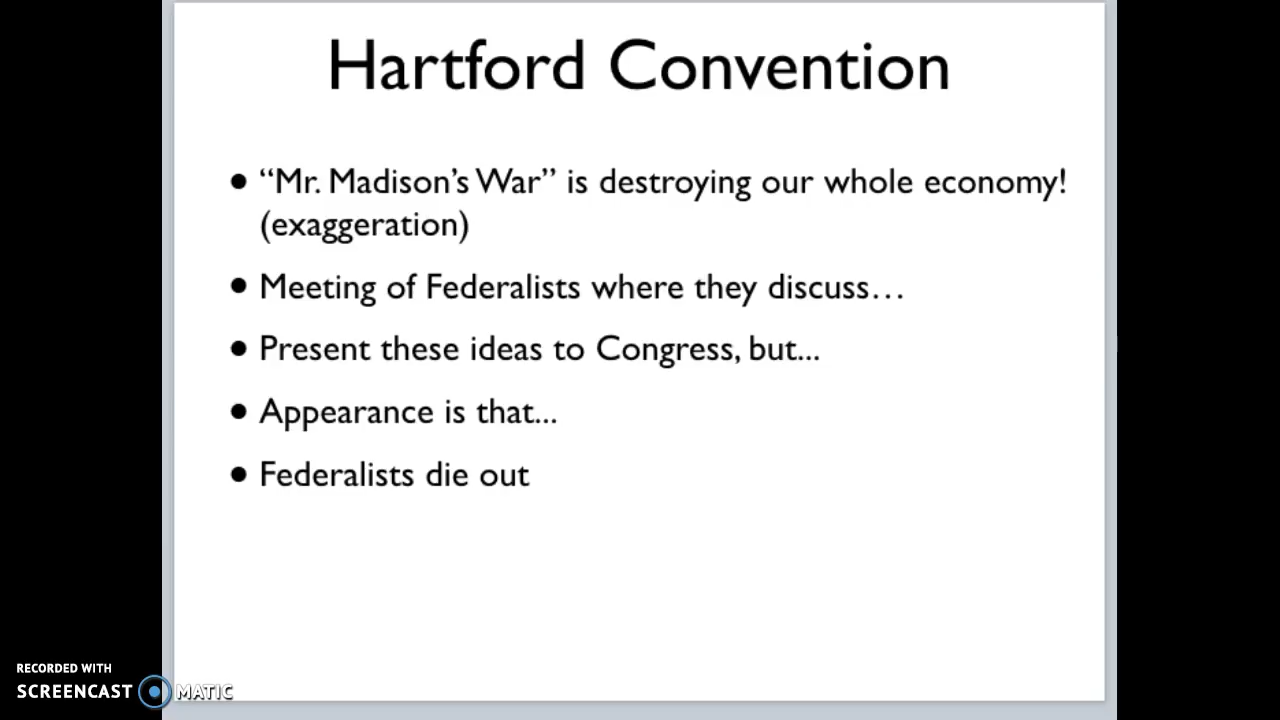 Hartford Convention
• “Mr. Madison’s War” is destroying our whole economy!
(exaggeration)
• Meeting of Federalists where they discuss…
• Present these ideas to Congress, but...
• Appearance is that...
• Federalists die out
RECORDED WITH
SCREENCAST MATIC